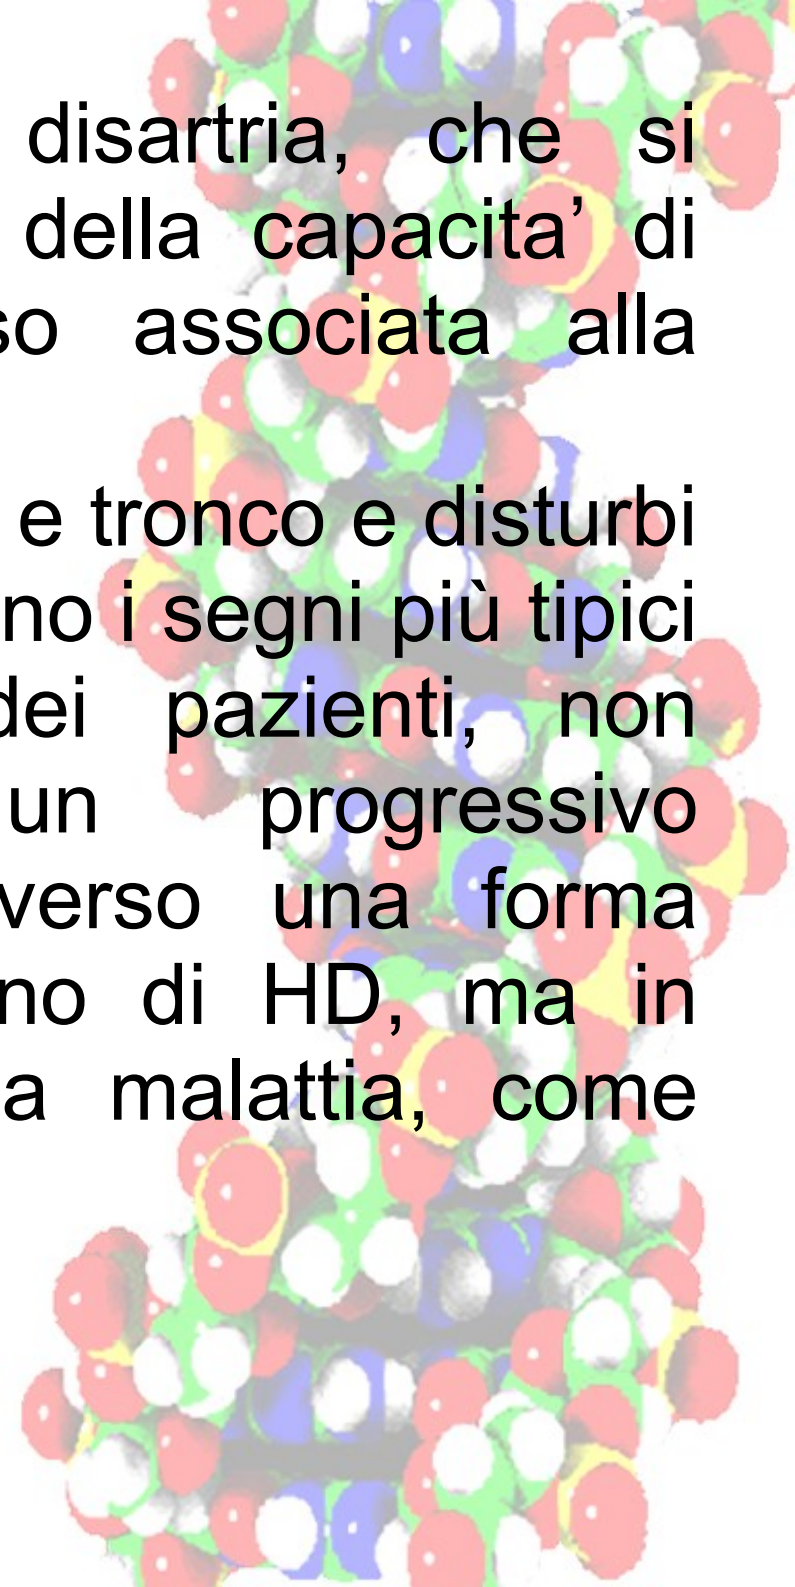 disartria, che si
della capacita’ di
so associata alla
e tronco e disturbi
no i segni più tipici
dei pazienti, non
un progressivo
verso una forma
no di HD, ma in
a malattia, come